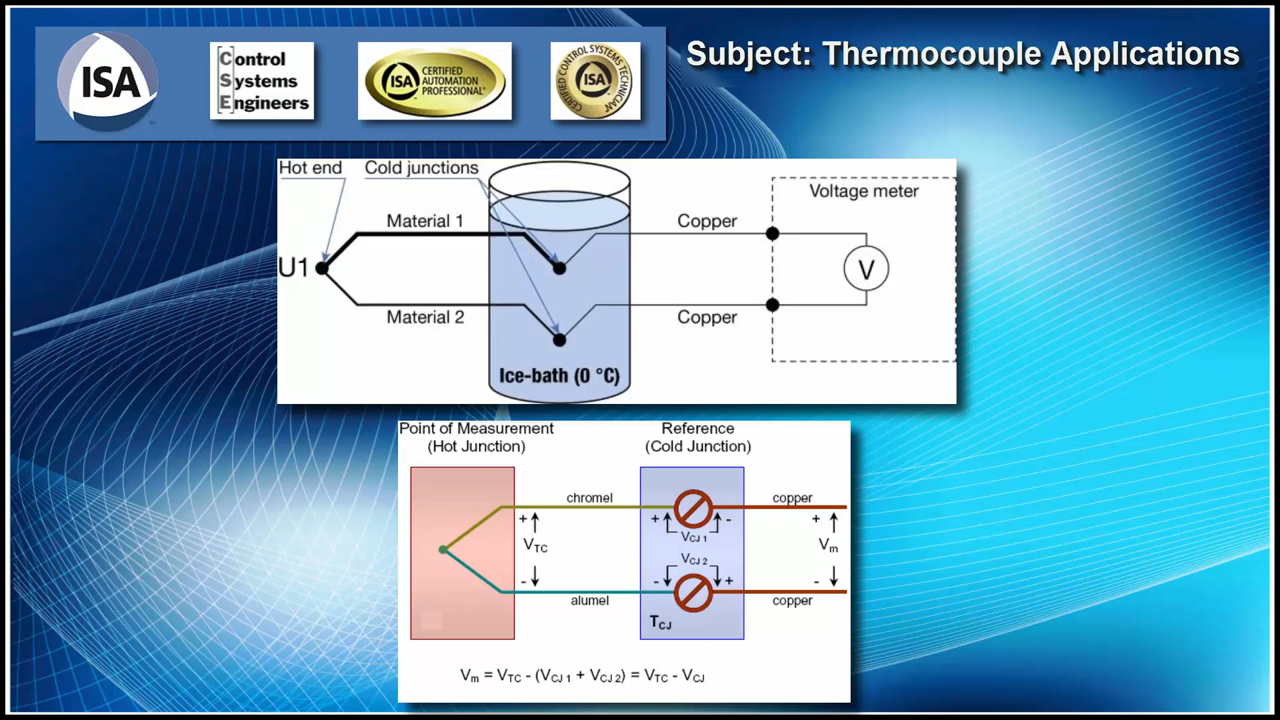 Subject: Thermocouple Applications
ISA
Control
Systems
Engineers
ISA CERTIFIED
AUTOMATION
PROFESSIONAL®
CERTIFIED CONTROL SYSTEMS TECHNICIAN
ISA
Hot end
Cold junctions
Voltage meter
Material 1
Copper
U1
V
Material 2
Copper
Ice-bath (0 °C)
Point of Measurement
(Hot Junction)
Reference
(Cold Junction)
chromel
copper
+
+ -
+
VTC
VCJ 1
Vm
VCJ 2
-
- +
-
alumel
copper
TCJ
Vm = VTC - (VCJ 1 + VCJ 2) = VTC - VCJ